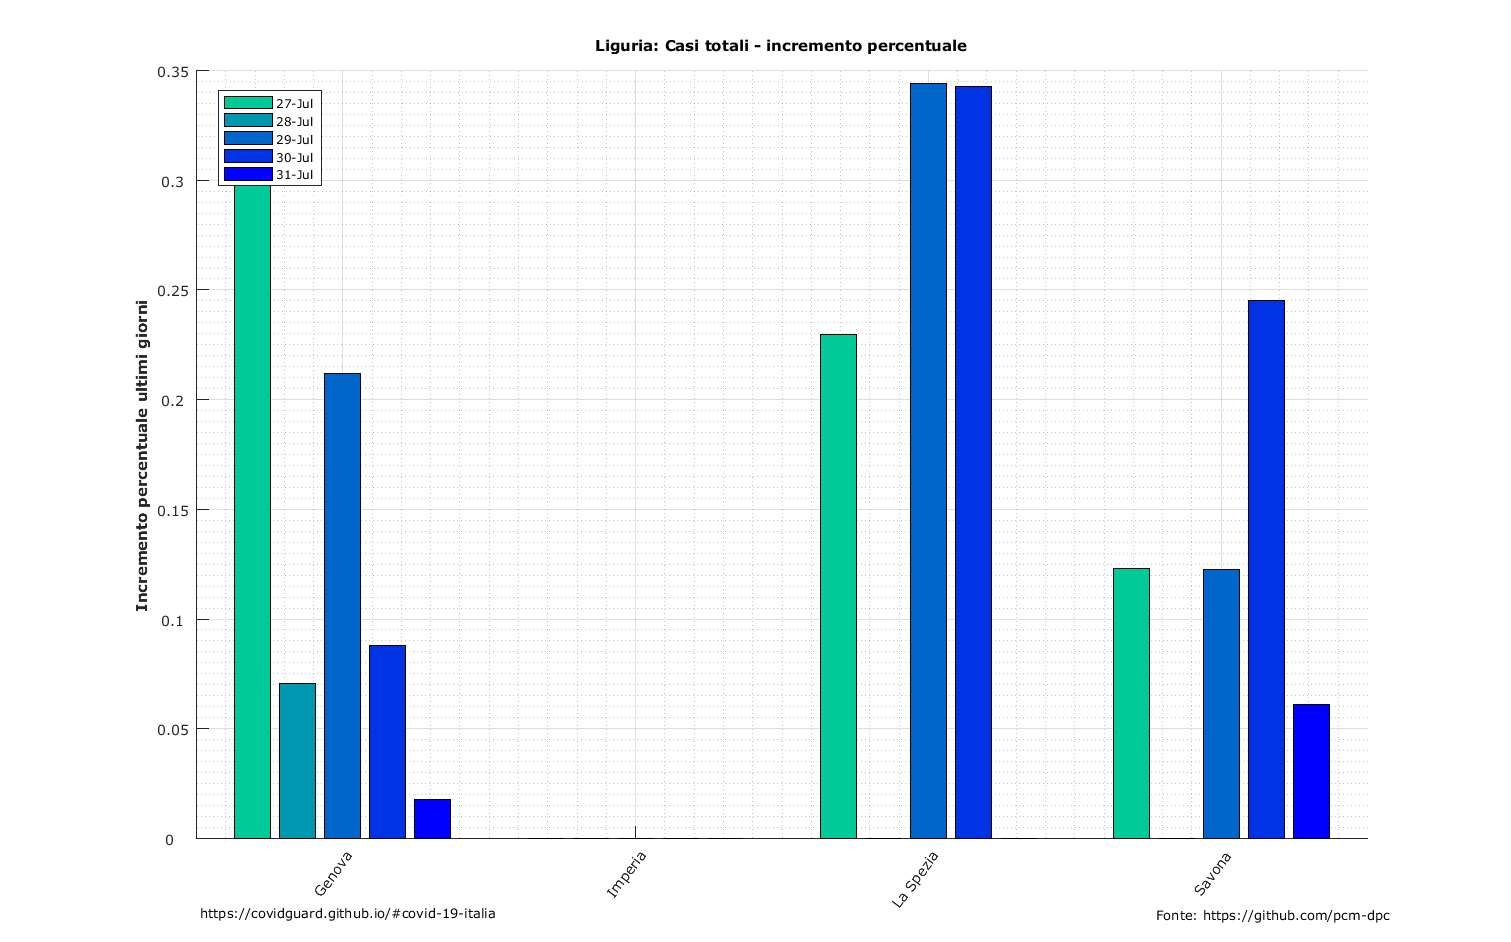 Liguria: Casi totali - incremento percentuale
0.35
0.3
0.25
0.2
0.15
0.1
0.05
0
27-Jul
28-Jul
29-Jul
30-Jul
31-Jul
Incremento percentuale ultimi giorni
Genova
Imperia
La Spezia
Savona
https://covidguard.github.io/#covid-19-italia
Fonte: https://github.com/pcm-dpc